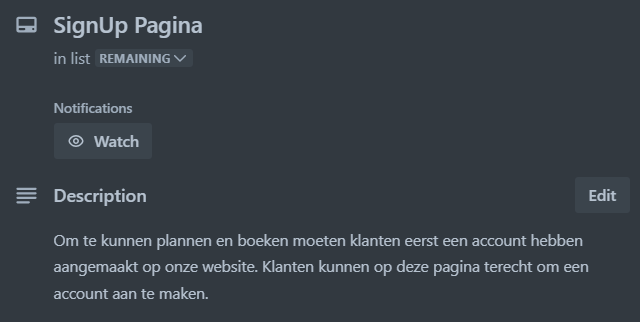 SignUp Pagina
in list REMAINING
Notifications
Watch
Description
Edit
Om te kunnen plannen en boeken moeten klanten eerst een account hebben
aangemaakt op onze website. Klanten kunnen op deze pagina terecht om een
account aan te maken.